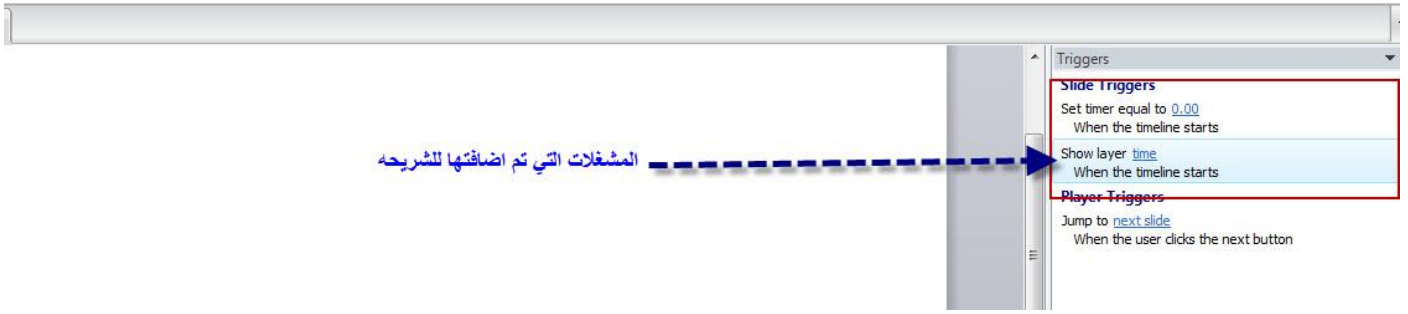 Triggers
Slide Triggers
Set timer equal to 0.00
When the timeline starts
المشغلات التي تم اضافتها للشريحه
Show layer time
When the timeline starts
Player Triggers
Jump to next slide
When the user clicks the next button